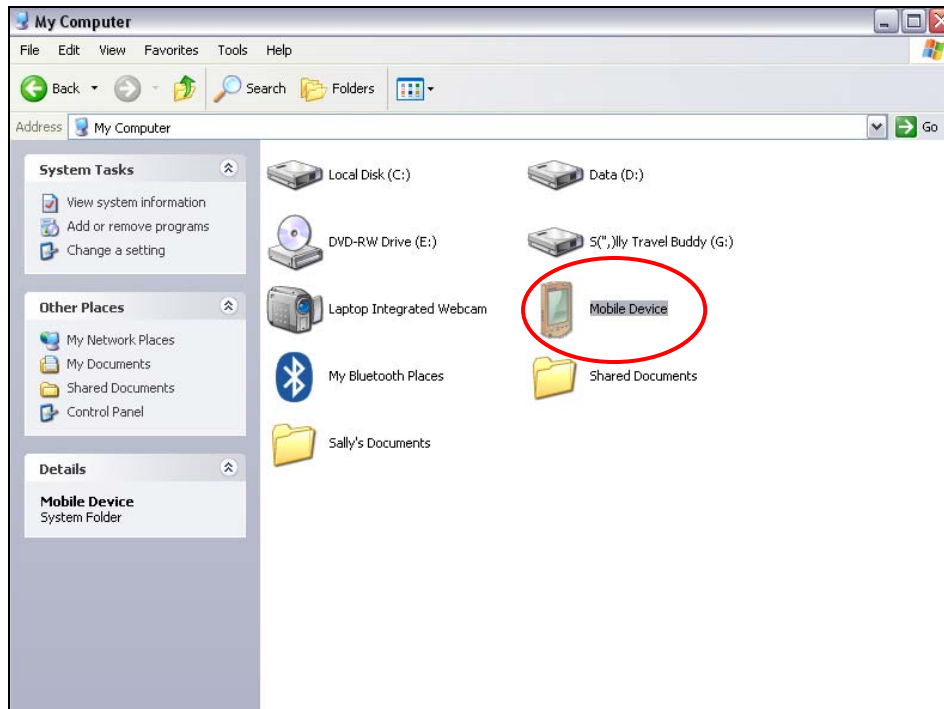 My Computer
File Edit View Favorites Tools Help
Back Search Folders
Address My Computer Go
System Tasks
View system information
Add or remove programs
Change a setting
Other Places
My Network Places
My Documents
Shared Documents
Control Panel
Details
Mobile Device
System Folder
Local Disk (C:) Data (D:)
DVD-RW Drive (E:) S(",)lly Travel Buddy (G:)
Laptop Integrated Webcam Mobile Device
My Bluetooth Places Shared Documents
Sally's Documents